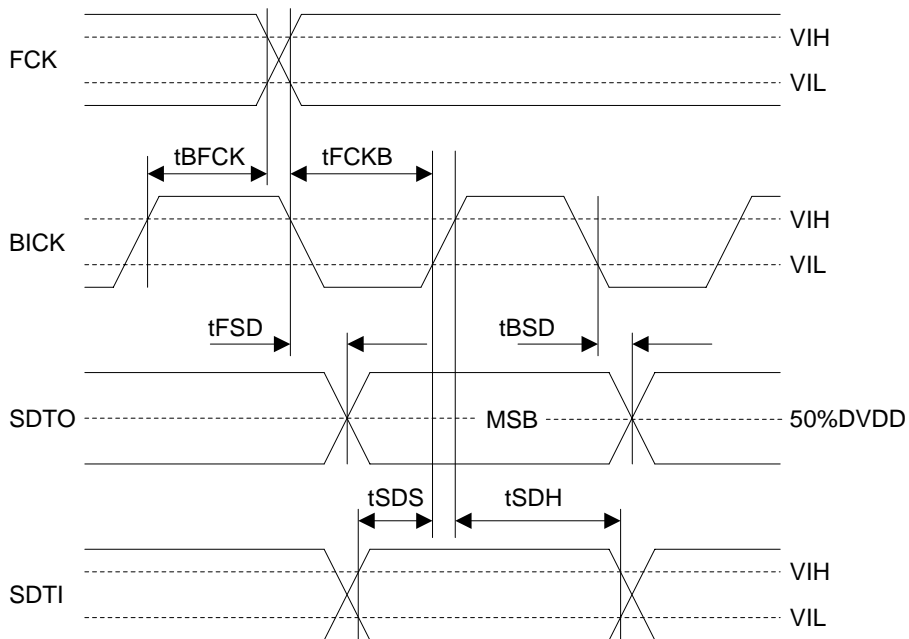 FCK
VIH
VIL
tBFCK
tFCKB
BICK
VIH
VIL
tFSD
tBSD
SDTO
MSB
50%DVDD
tSDS
tSDH
SDTI
VIH
VIL